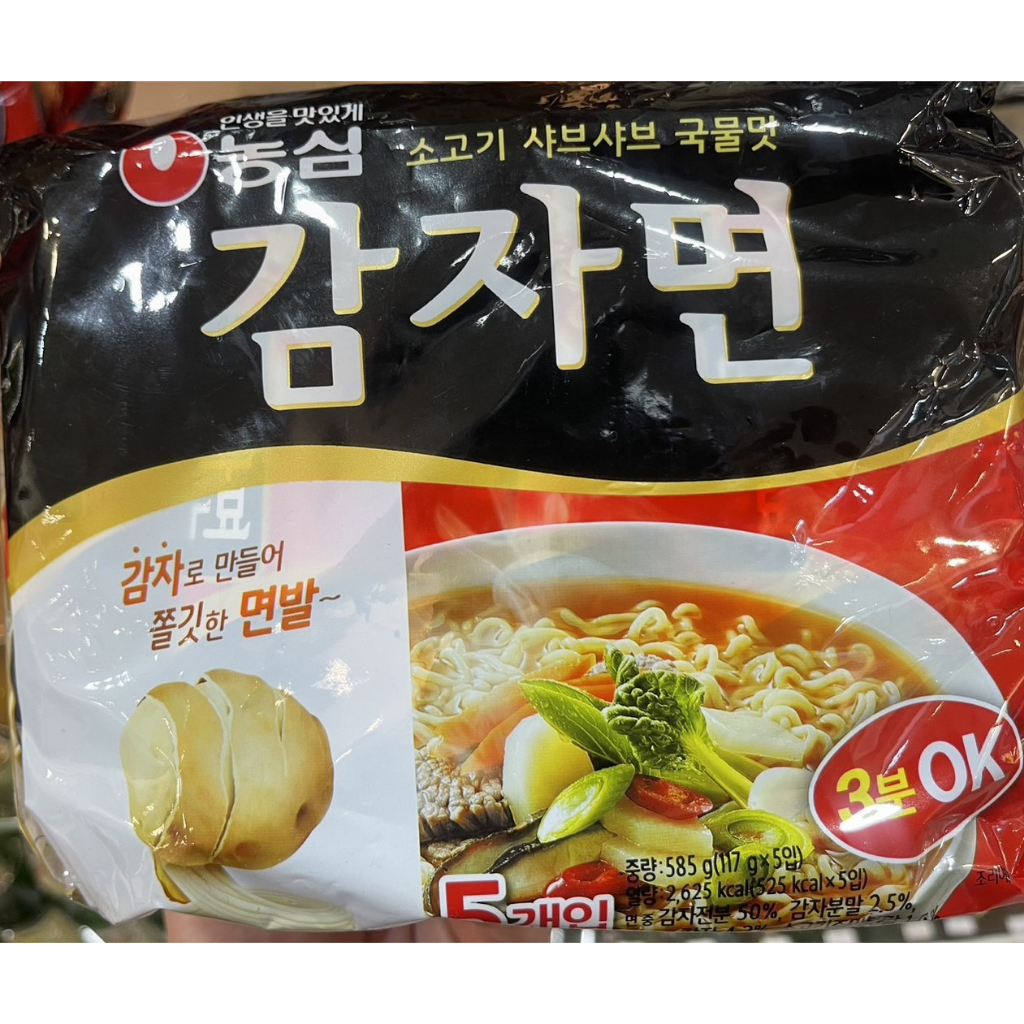 인생을 맛있게
농심
소고기 샤브샤브 국물맛
감자면
감자로 만들어
쫄깃한 면발~
3분 OK
5개입
중량:585 g(117 g×5입)
열량:2,625 kcal(525 kcal×5입)
면 중 감자전분 50%, 감자분말 2.5%,